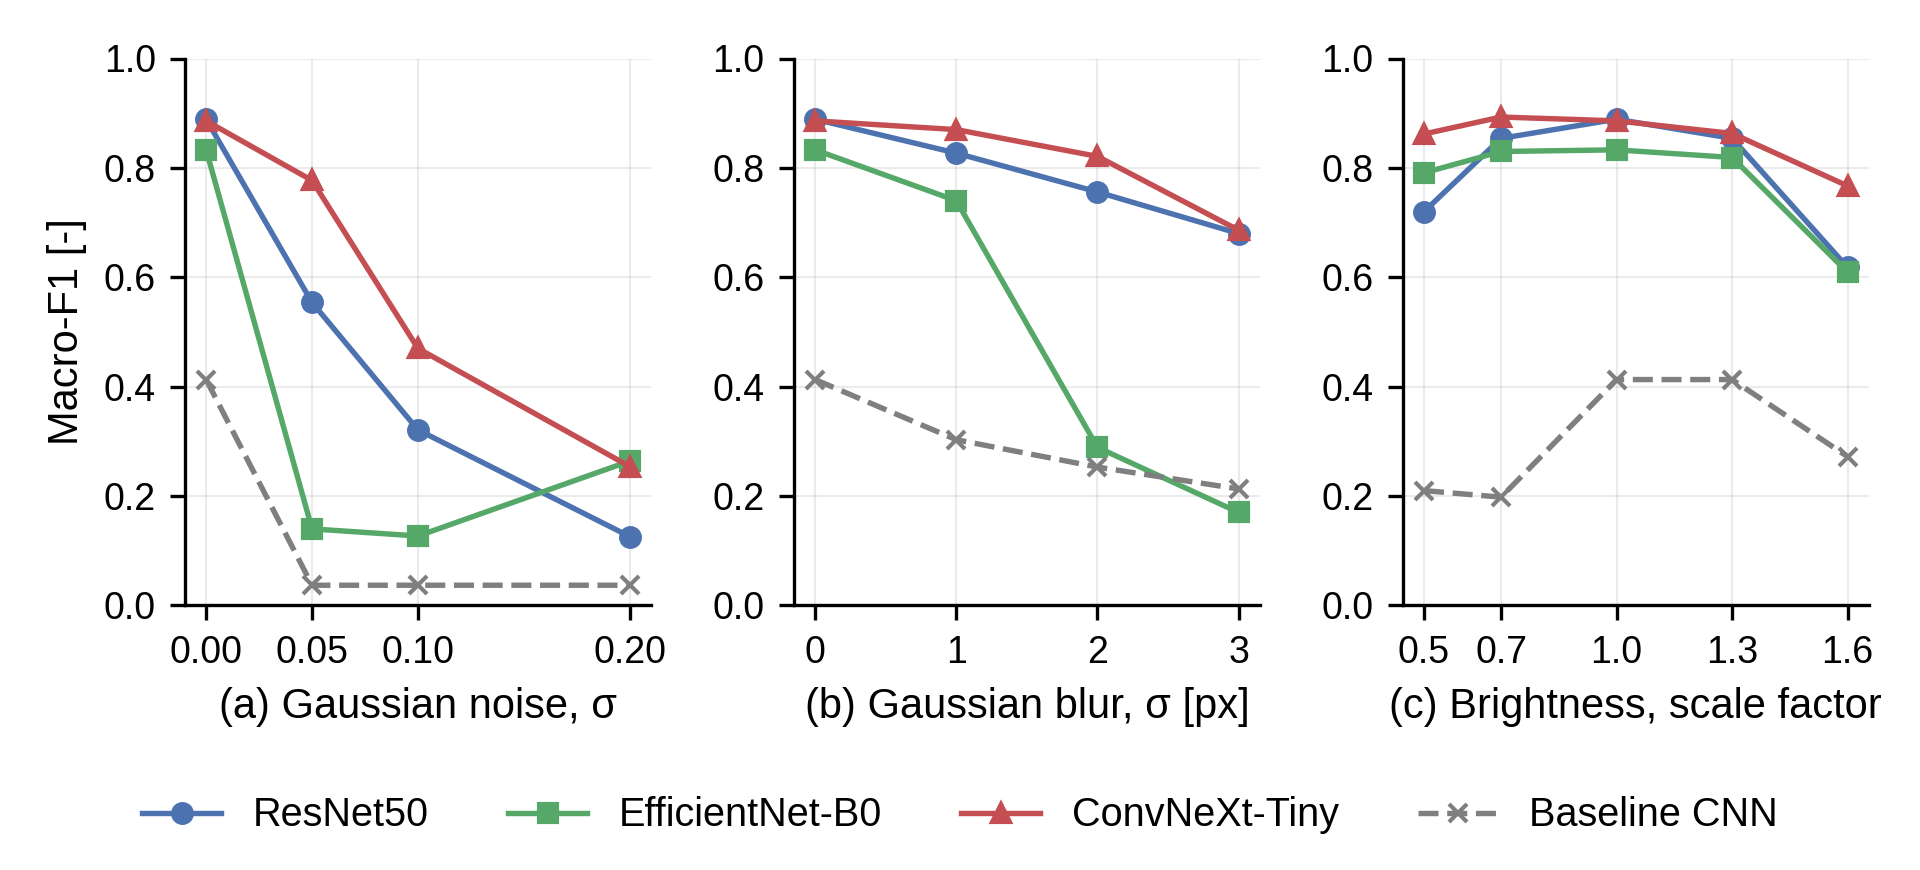 Macro-F1 [-]
1.0
0.8
0.6
0.4
0.2
0.0
0.00 0.05 0.10 0.20
(a) Gaussian noise, σ
1.0
0.8
0.6
0.4
0.2
0.0
0 1 2 3
(b) Gaussian blur, σ [px]
1.0
0.8
0.6
0.4
0.2
0.0
0.5 0.7 1.0 1.3 1.6
(c) Brightness, scale factor
ResNet50 EfficientNet-B0 ConvNeXt-Tiny Baseline CNN